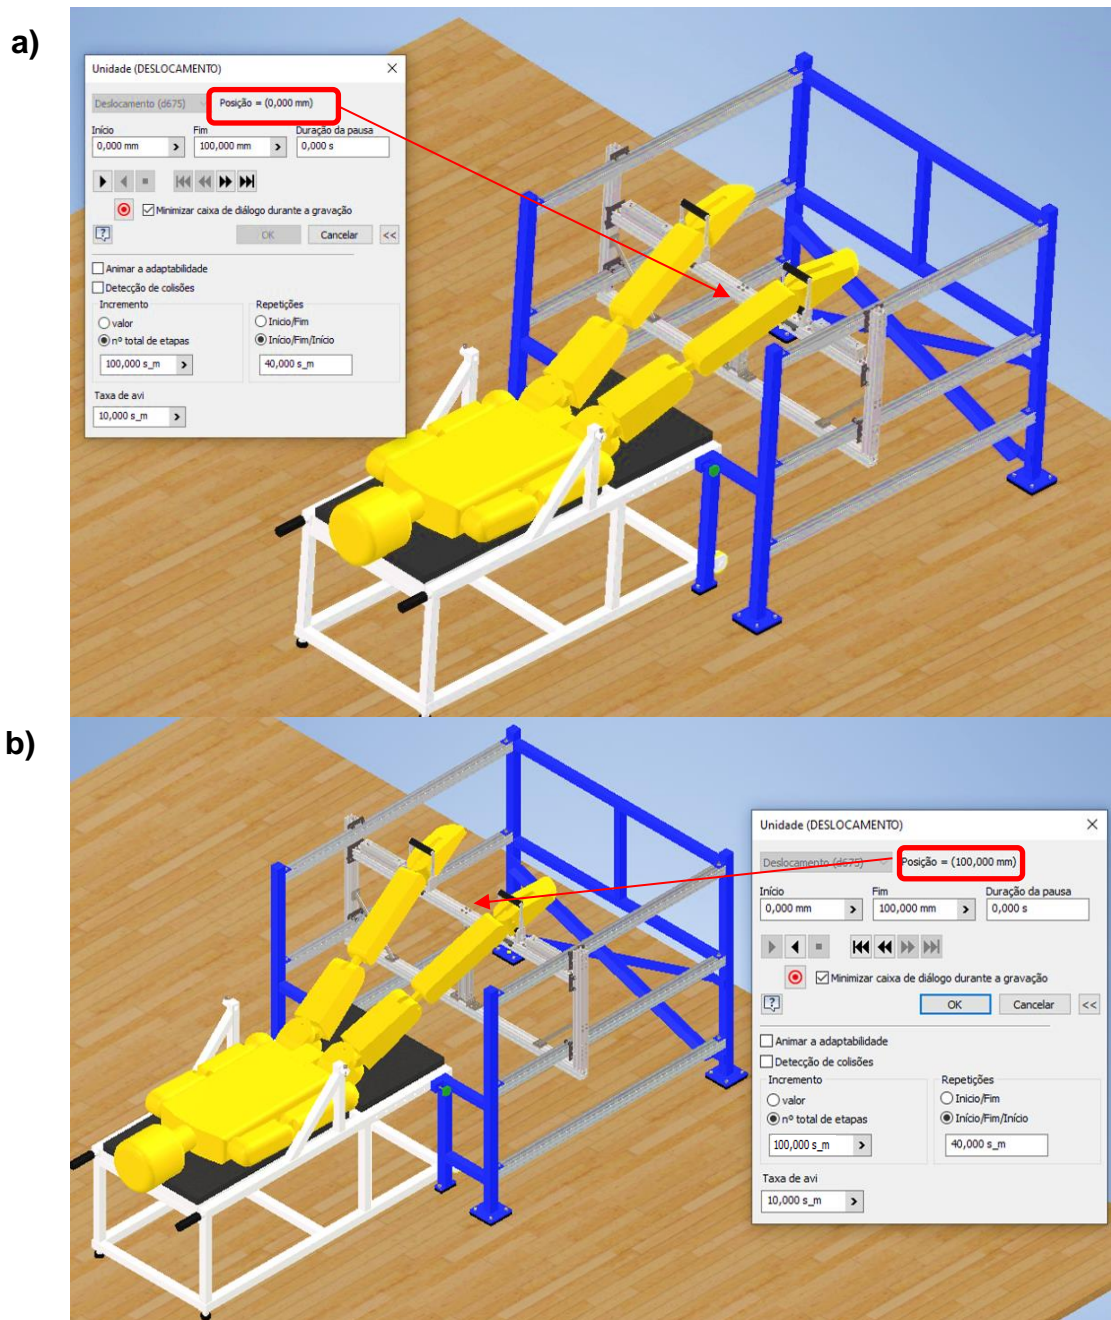 a)
Unidade (DESLOCAMENTO)
Deslocamento (d675) Posição = (0,000 mm)
Início Fim Duração da pausa
0,000 mm 100,000 mm 0,000 s
Minimizar caixa de diálogo durante a gravação
OK Cancelar <<
Animar a adaptabilidade
Detecção de colisões
Incremento Repetições
valor Inicio/Fim
nº total de etapas Início/Fim/Início
100,000 s_m 40,000 s_m
Taxa de avi
10,000 s_m
b)
Unidade (DESLOCAMENTO)
Deslocamento (d675) Posição = (100,000 mm)
Início Fim Duração da pausa
0,000 mm 100,000 mm 0,000 s
Minimizar caixa de diálogo durante a gravação
OK Cancelar <<
Animar a adaptabilidade
Detecção de colisões
Incremento Repetições
valor Inicio/Fim
nº total de etapas Início/Fim/Início
100,000 s_m 40,000 s_m
Taxa de avi
10,000 s_m